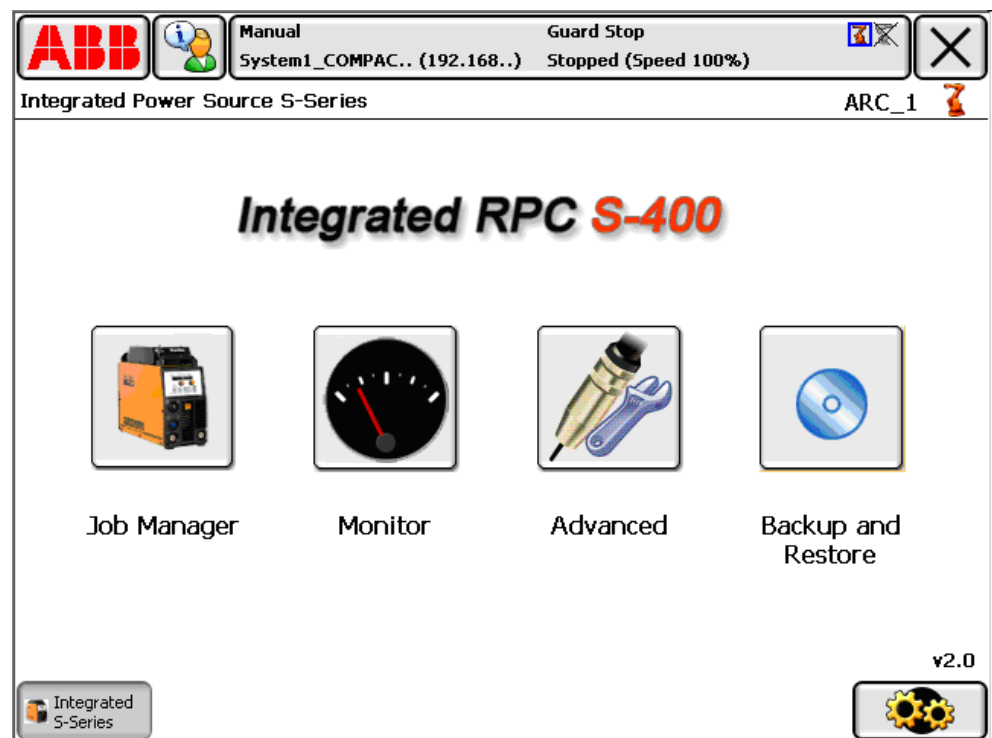 ABB
Manual
Guard Stop
System1_COMPAC.. (192.168..)
Stopped (Speed 100%)
Integrated Power Source S-Series
ARC_1
Integrated RPC S-400
Job Manager
Monitor
Advanced
Backup and
Restore
v2.0
Integrated
S-Series